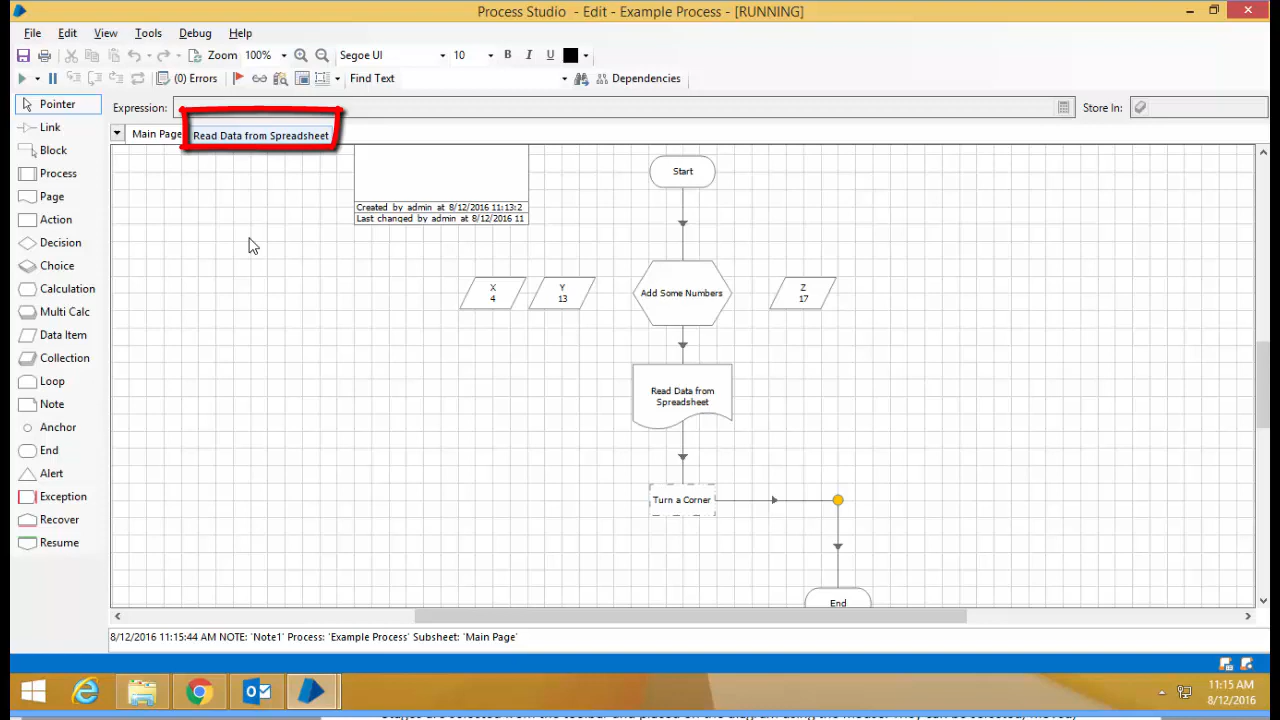 Process Studio - Edit - Example Process - [RUNNING]
File Edit View Tools Debug Help
Zoom 100% Segoe UI 10 B I U
(0) Errors Find Text Dependencies
Expression: Store In:
Main Page Read Data from Spreadsheet
Pointer
Link
Block
Process
Page
Action
Decision
Choice
Calculation
Multi Calc
Data Item
Collection
Loop
Note
Anchor
End
Alert
Exception
Recover
Resume
Created by admin at 8/12/2016 11:13:2
Last changed by admin at 8/12/2016 11
Start
X
4
Y
13
Add Some Numbers
Z
17
Read Data from
Spreadsheet
Turn a Corner
End
8/12/2016 11:15:44 AM NOTE: 'Note1' Process: 'Example Process' Subsheet: 'Main Page'
11:15 AM
8/12/2016